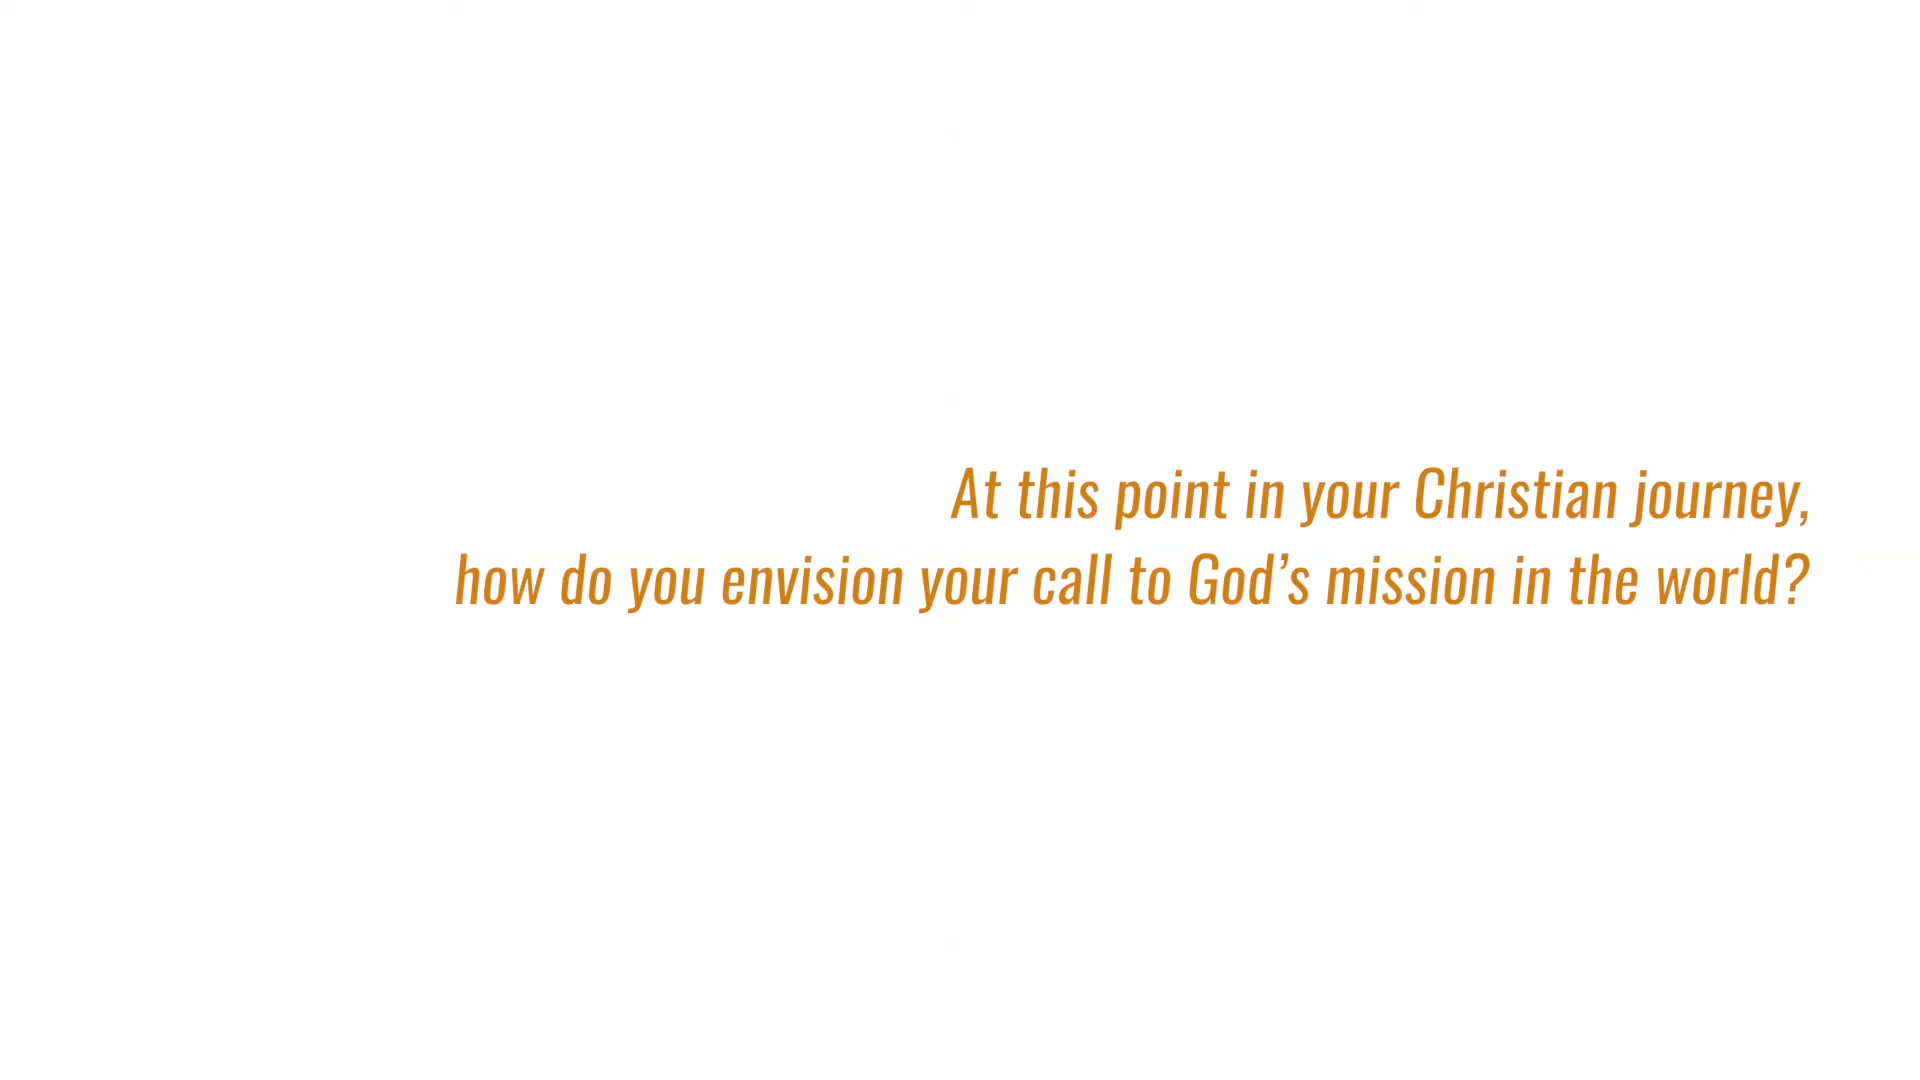 At this point in your Christian journey,
how do you envision your call to God’s mission in the world?